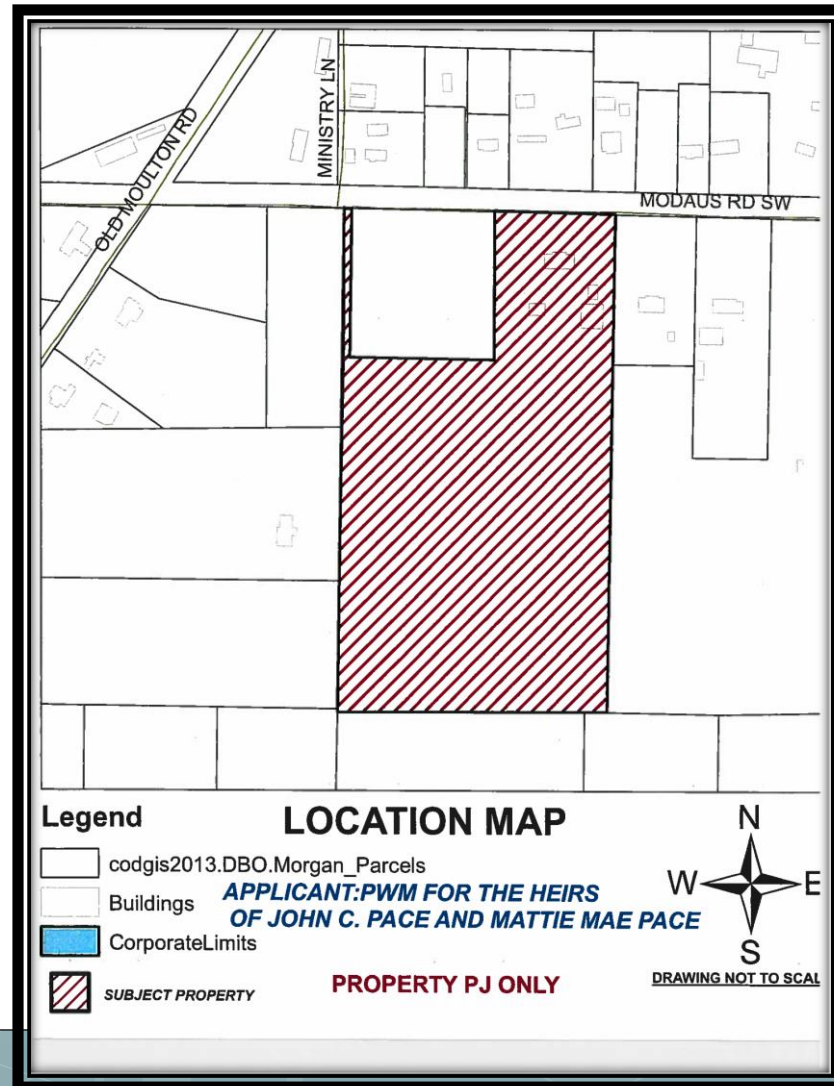 MINISTRY LN
OLD MOULTON RD
MODAUS RD SW
Legend
LOCATION MAP
N
codgis2013.DBO.Morgan_Parcels
W
E
Buildings
APPLICANT:PWM FOR THE HEIRS
OF JOHN C. PACE AND MATTIE MAE PACE
CorporateLimits
S
SUBJECT PROPERTY
PROPERTY PJ ONLY
DRAWING NOT TO SCAL